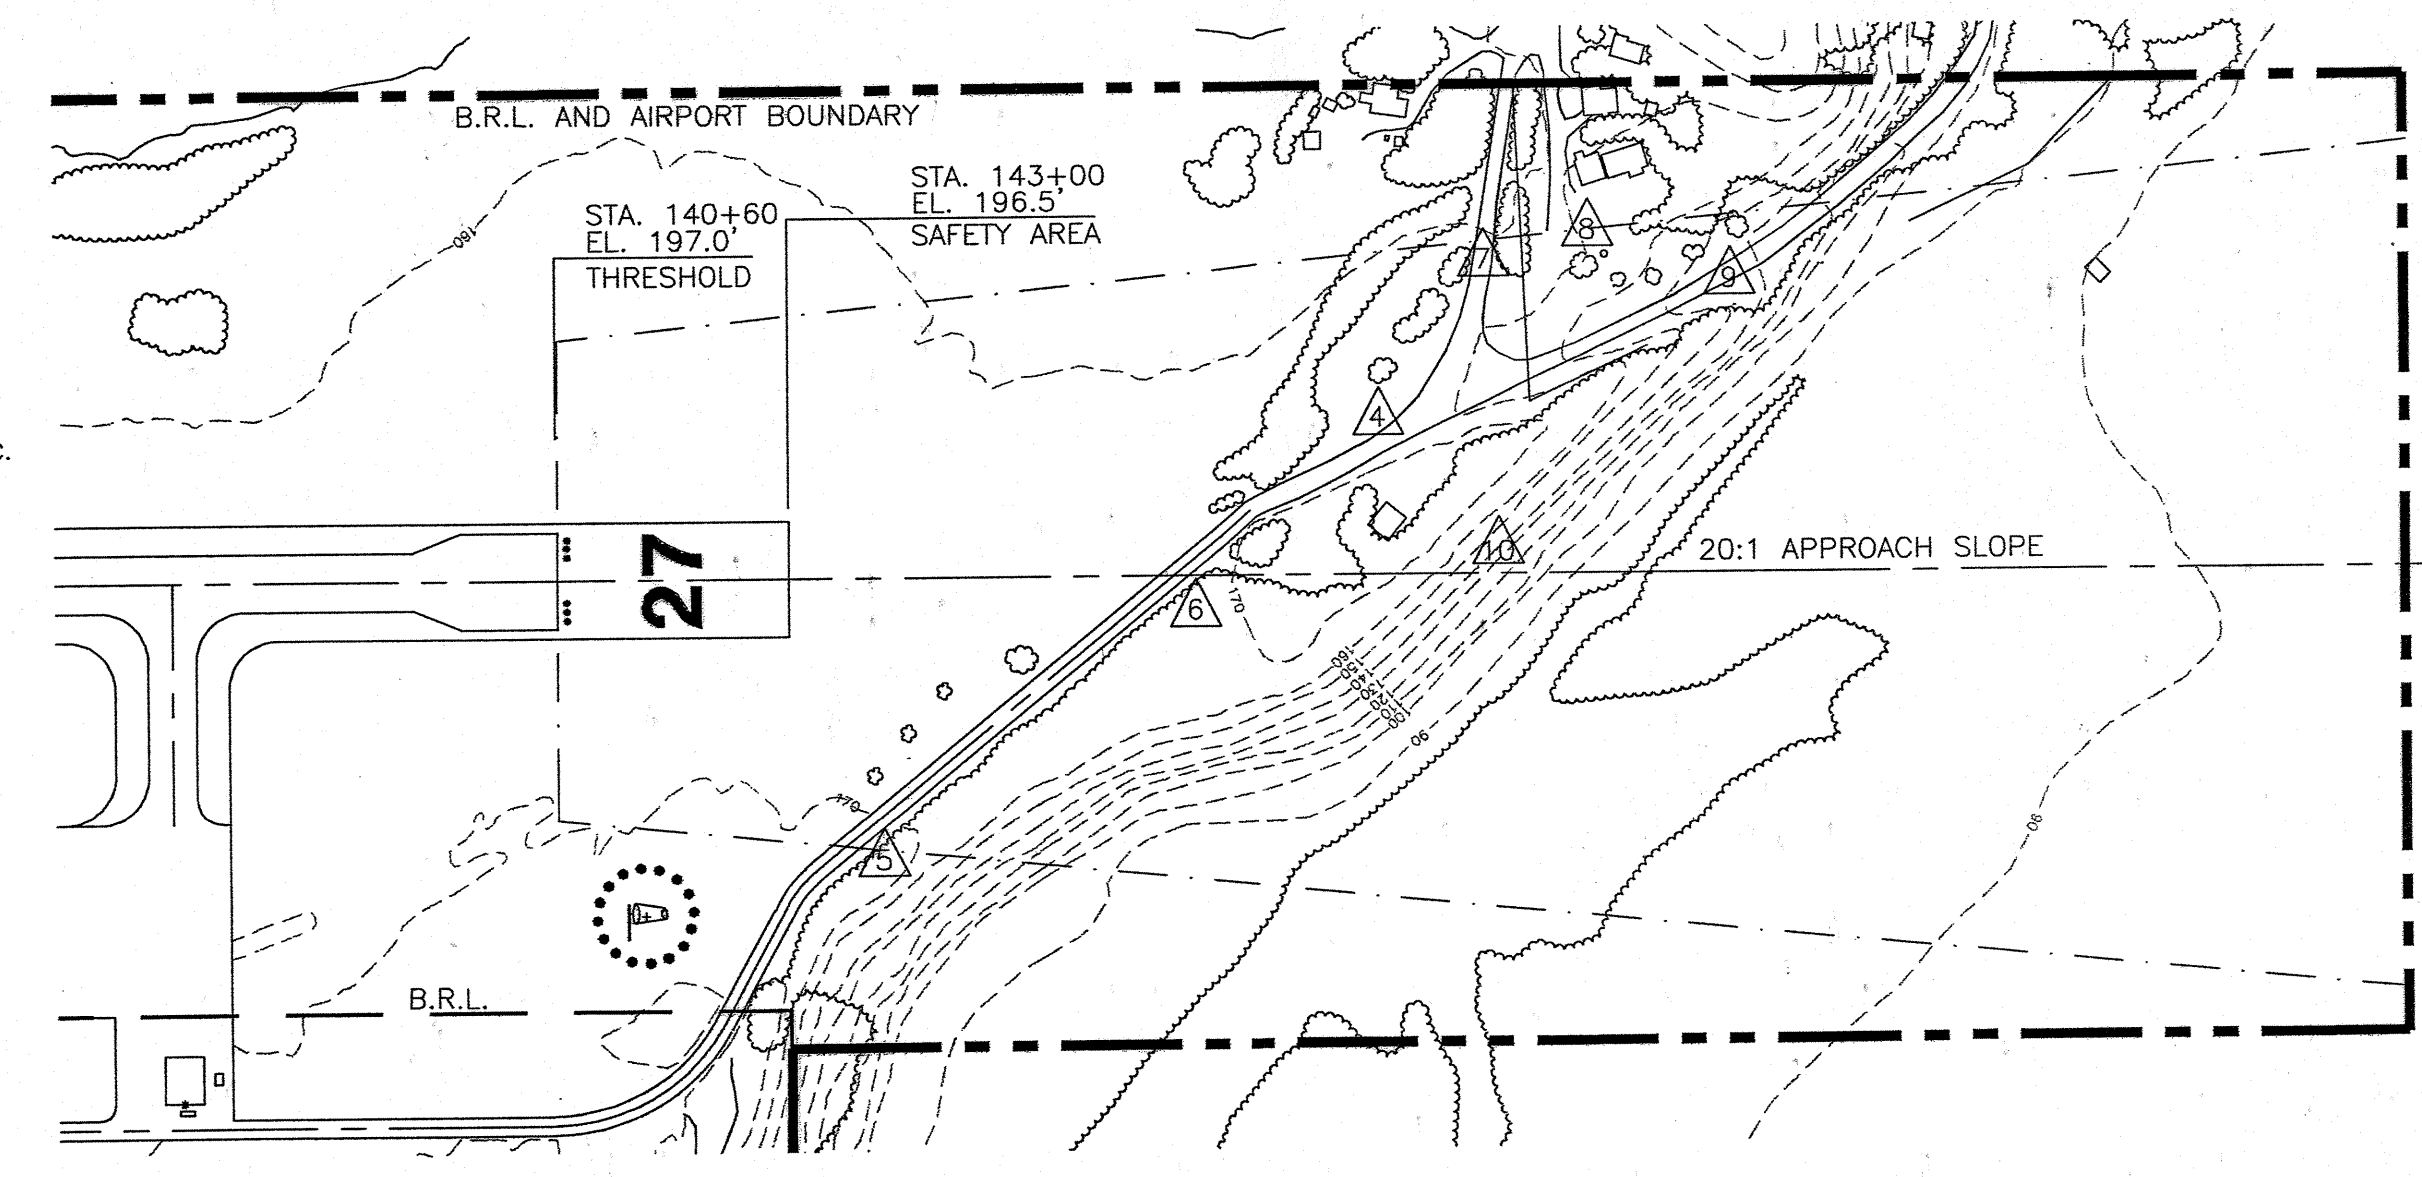 B.R.L. AND AIRPORT BOUNDARY
STA. 143+00
EL. 196.5'
SAFETY AREA
STA. 140+60
EL. 197.0'
THRESHOLD
160
8
7
9
4
27
10
20:1 APPROACH SLOPE
6
170
160
150
140
130
120
110
100
90
170
90
5
B.R.L.